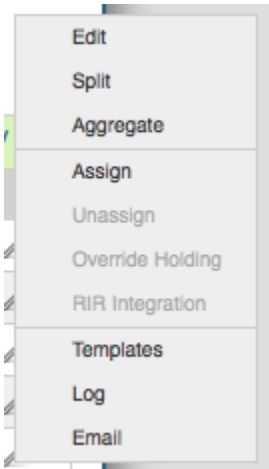 Edit
Split
Aggregate
Assign
Unassign
Override Holding
RIR Integration
Templates
Log
Email